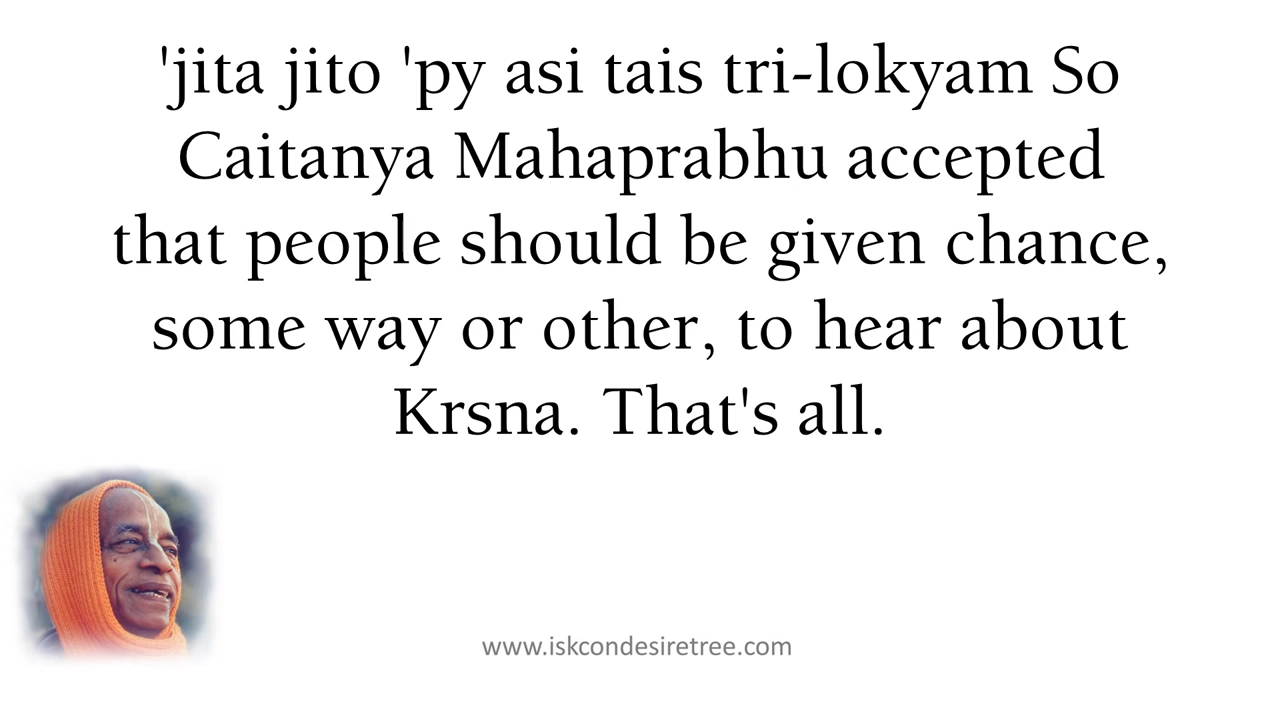 'jita jito 'py asi tais tri-lokyam So
Caitanya Mahaprabhu accepted
that people should be given chance,
some way or other, to hear about
Krsna. That's all.
www.iskcondesiretree.com